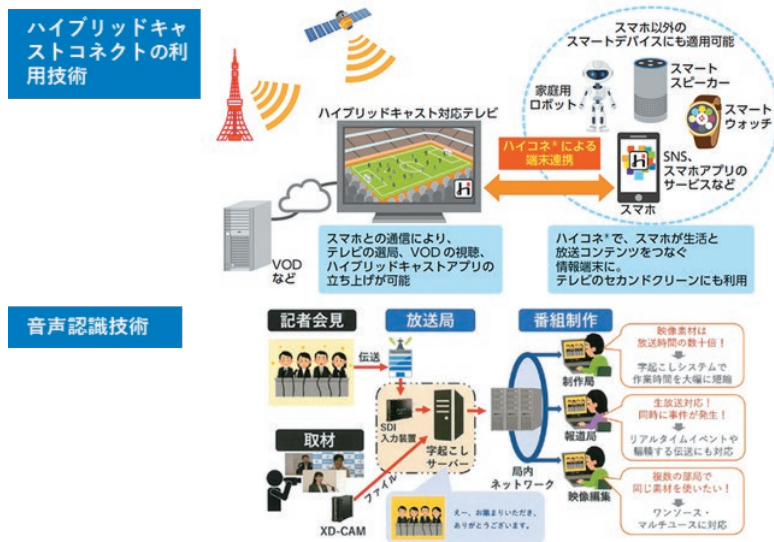 ハイブリッドキャ
ストコネクトの利
用技術
スマホ以外の
スマートデバイスにも適用可能
家庭用
ロボット
スマート
スピーカー
スマート
ウォッチ
ハイブリッドキャスト対応テレビ
ハイコネ®による
端末連携
SNS、
スマホアプリの
サービスなど
スマホ
VOD
など
スマホとの通信により、
テレビの選局、VODの視聴、
ハイブリッドキャストアプリの
立ち上げが可能
ハイコネ®で、スマホが生活と
放送コンテンツをつなぐ
情報端末に。
テレビのセカンドクリーンにも利用
音声認識技術
記者会見
放送局
番組制作
伝送
映像素材は
放送時間の数十倍！
字起こしシステムで
作業時間を大幅に短縮
制作局
SDI
入力装置
字起こし
サーバー
生放送対応！
同時に事件が発生！
リアルタイムイベントや
輻輳する伝送にも対応
報道局
取材
ファイル
局内
ネットワーク
複数の部局で
同じ素材を使いたい！
ワンソース・
マルチユースに対応
映像編集
XD-CAM
えー、お集まりいただき、
ありがとうございます。